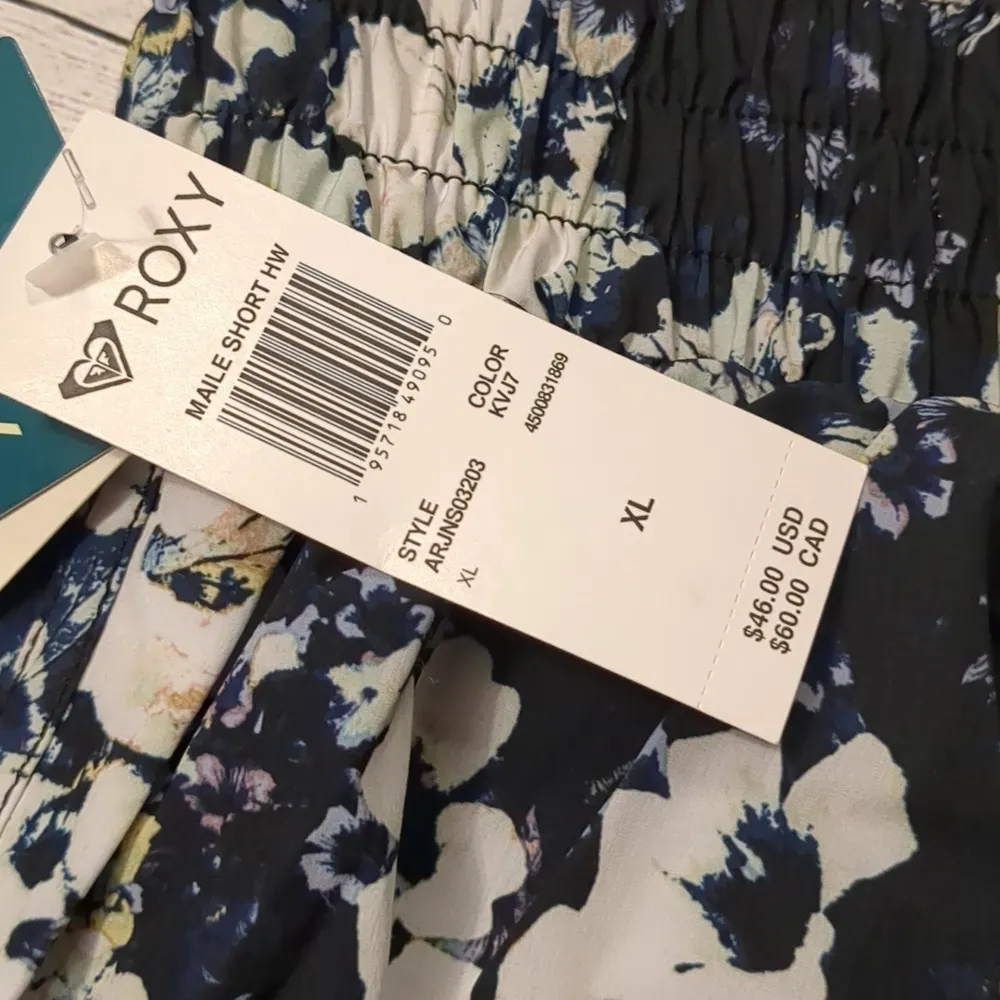 ROXY
MAILE SHORT HW
1 95718 49095 0
STYLE
ARJNS03203
XL
COLOR
KVJ7
4500831869
XL
$46.00 USD
$60.00 CAD